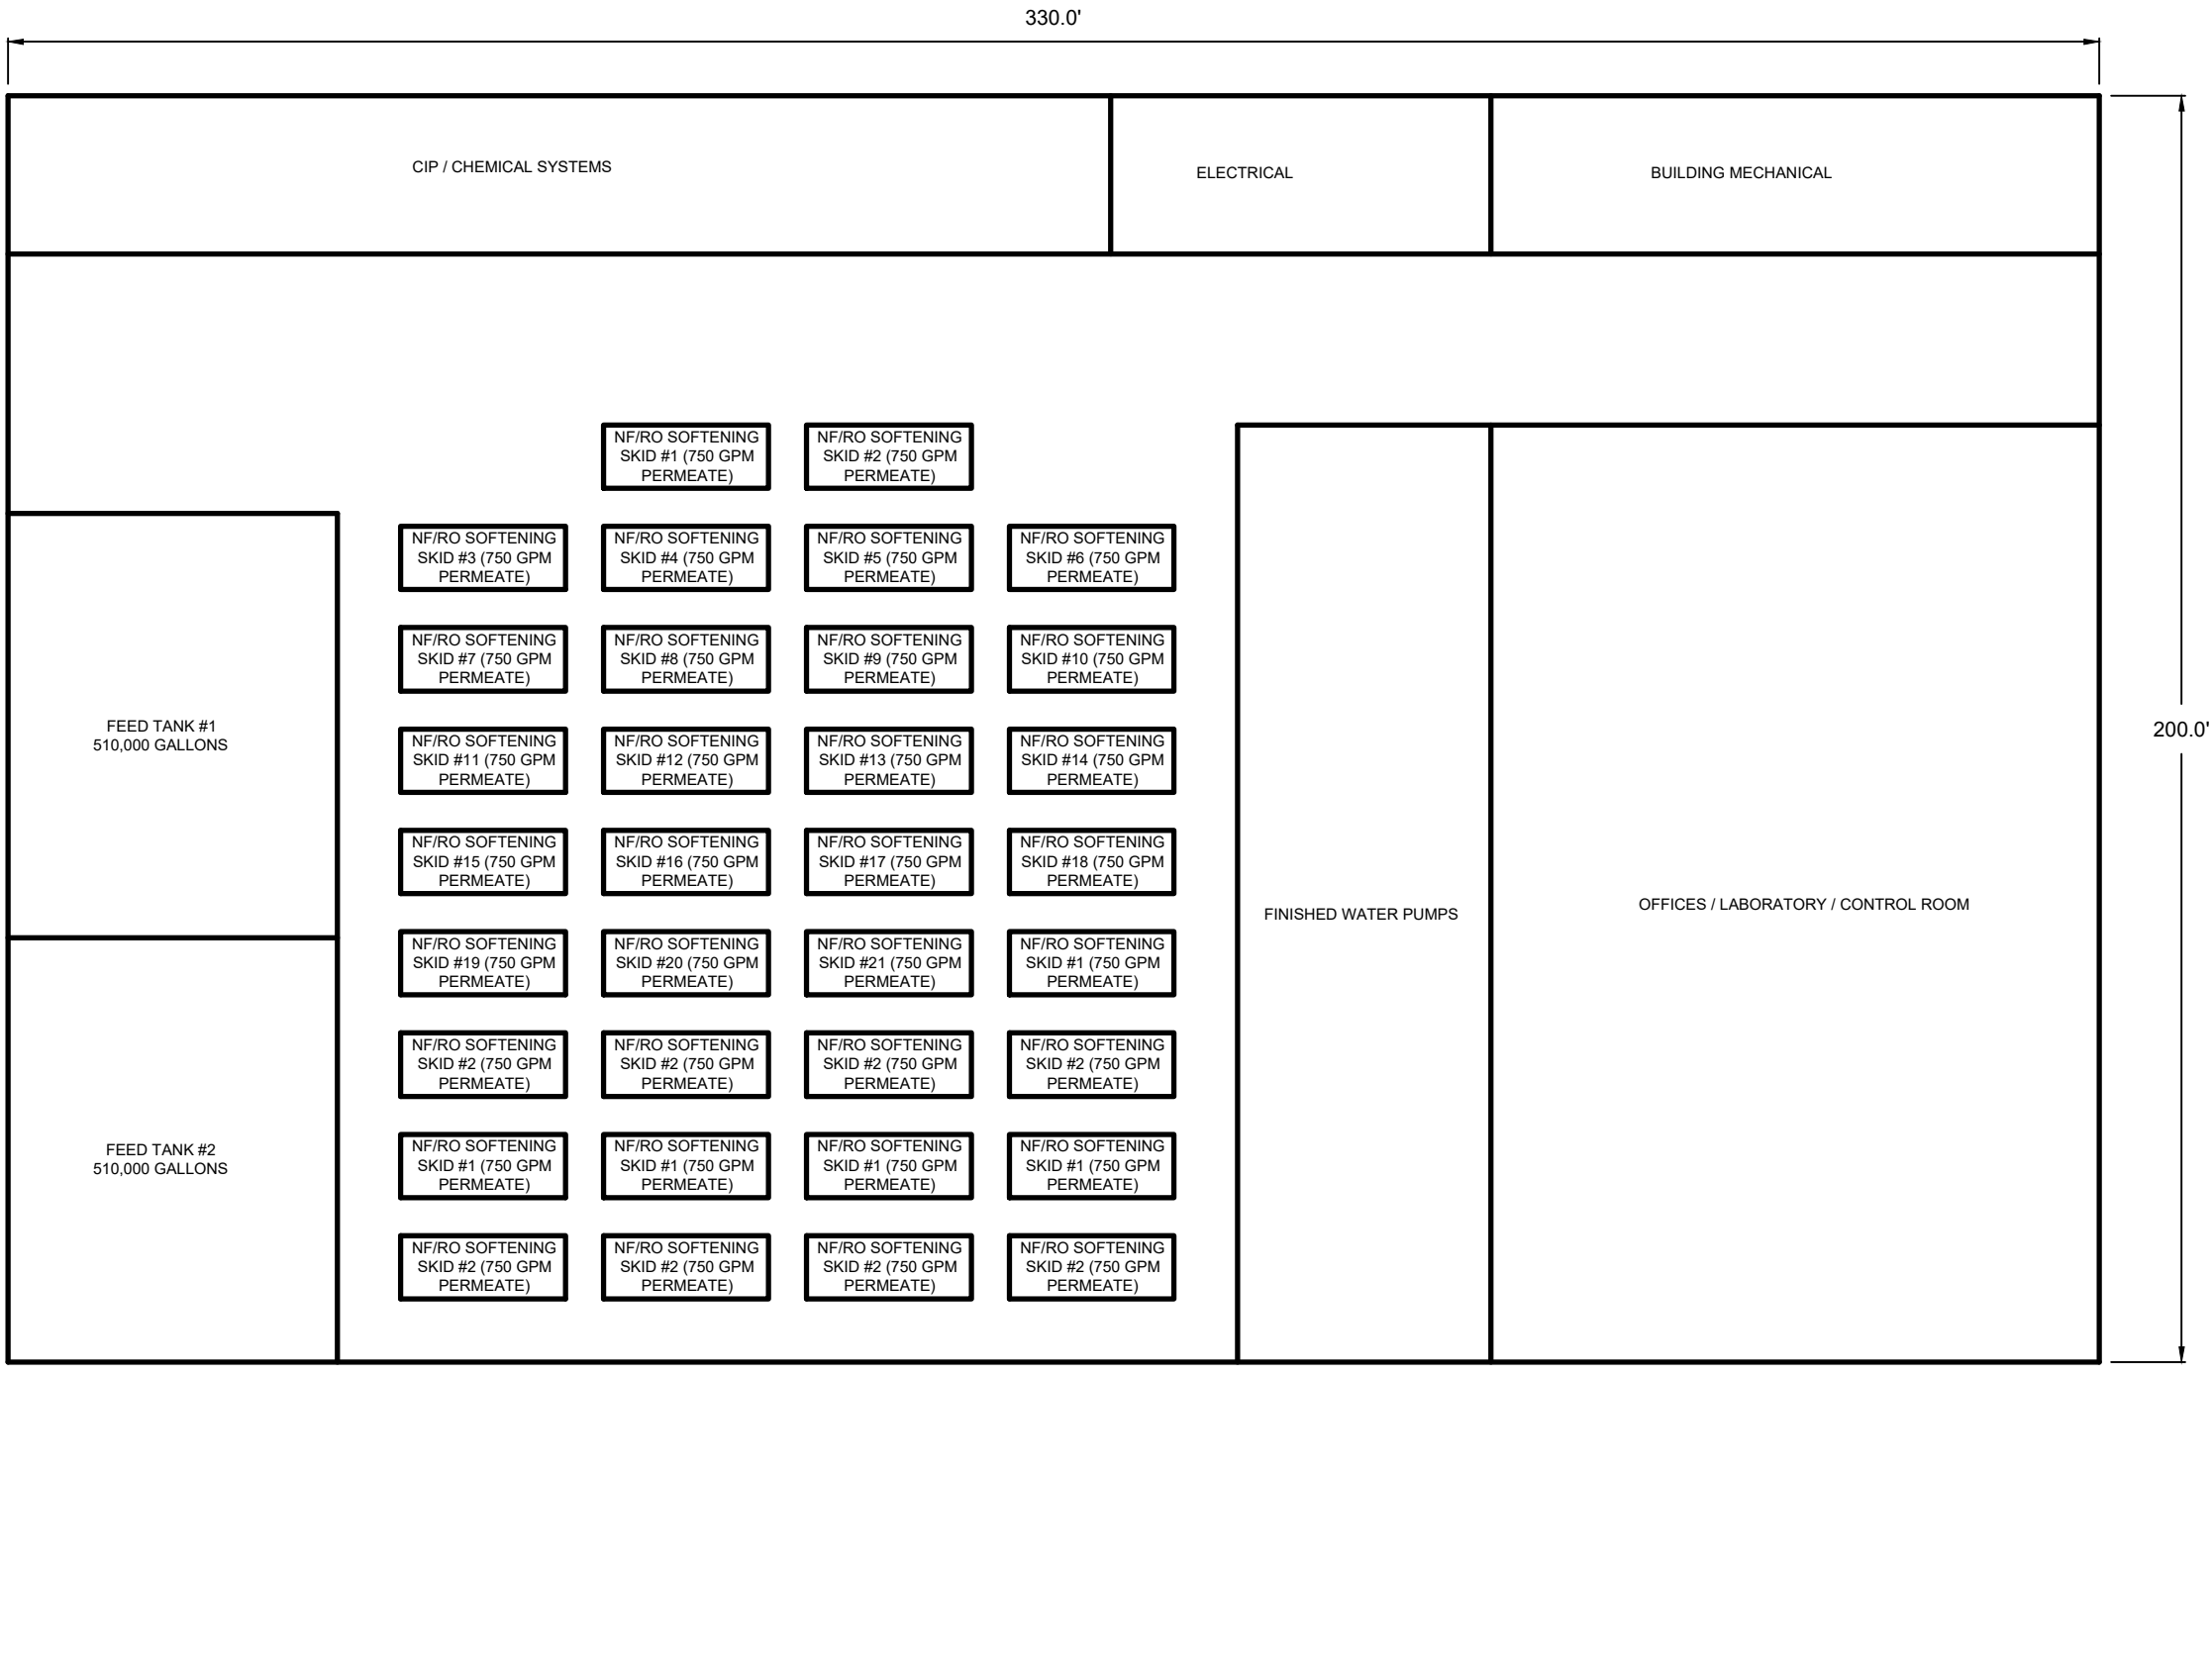 330.0'
CIP / CHEMICAL SYSTEMS
ELECTRICAL
BUILDING MECHANICAL
NF/RO SOFTENING
SKID #1 (750 GPM
PERMEATE)
NF/RO SOFTENING
SKID #2 (750 GPM
PERMEATE)
NF/RO SOFTENING
SKID #3 (750 GPM
PERMEATE)
NF/RO SOFTENING
SKID #4 (750 GPM
PERMEATE)
NF/RO SOFTENING
SKID #5 (750 GPM
PERMEATE)
NF/RO SOFTENING
SKID #6 (750 GPM
PERMEATE)
NF/RO SOFTENING
SKID #7 (750 GPM
PERMEATE)
NF/RO SOFTENING
SKID #8 (750 GPM
PERMEATE)
NF/RO SOFTENING
SKID #9 (750 GPM
PERMEATE)
NF/RO SOFTENING
SKID #10 (750 GPM
PERMEATE)
FEED TANK #1
510,000 GALLONS
NF/RO SOFTENING
SKID #11 (750 GPM
PERMEATE)
NF/RO SOFTENING
SKID #12 (750 GPM
PERMEATE)
NF/RO SOFTENING
SKID #13 (750 GPM
PERMEATE)
NF/RO SOFTENING
SKID #14 (750 GPM
PERMEATE)
200.0'
NF/RO SOFTENING
SKID #15 (750 GPM
PERMEATE)
NF/RO SOFTENING
SKID #16 (750 GPM
PERMEATE)
NF/RO SOFTENING
SKID #17 (750 GPM
PERMEATE)
NF/RO SOFTENING
SKID #18 (750 GPM
PERMEATE)
FINISHED WATER PUMPS
OFFICES / LABORATORY / CONTROL ROOM
NF/RO SOFTENING
SKID #19 (750 GPM
PERMEATE)
NF/RO SOFTENING
SKID #20 (750 GPM
PERMEATE)
NF/RO SOFTENING
SKID #21 (750 GPM
PERMEATE)
NF/RO SOFTENING
SKID #1 (750 GPM
PERMEATE)
NF/RO SOFTENING
SKID #2 (750 GPM
PERMEATE)
NF/RO SOFTENING
SKID #2 (750 GPM
PERMEATE)
NF/RO SOFTENING
SKID #2 (750 GPM
PERMEATE)
NF/RO SOFTENING
SKID #2 (750 GPM
PERMEATE)
FEED TANK #2
510,000 GALLONS
NF/RO SOFTENING
SKID #1 (750 GPM
PERMEATE)
NF/RO SOFTENING
SKID #1 (750 GPM
PERMEATE)
NF/RO SOFTENING
SKID #1 (750 GPM
PERMEATE)
NF/RO SOFTENING
SKID #1 (750 GPM
PERMEATE)
NF/RO SOFTENING
SKID #2 (750 GPM
PERMEATE)
NF/RO SOFTENING
SKID #2 (750 GPM
PERMEATE)
NF/RO SOFTENING
SKID #2 (750 GPM
PERMEATE)
NF/RO SOFTENING
SKID #2 (750 GPM
PERMEATE)